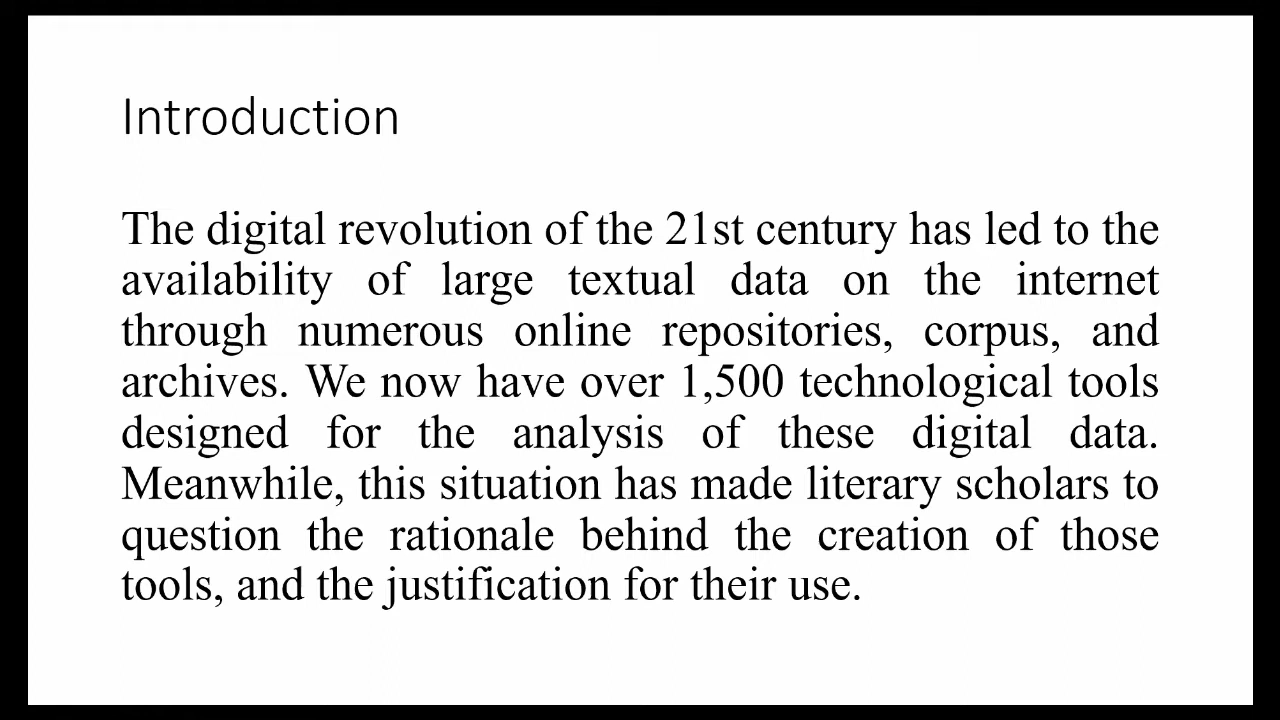 Introduction
The digital revolution of the 21st century has led to the
availability of large textual data on the internet
through numerous online repositories, corpus, and
archives. We now have over 1,500 technological tools
designed for the analysis of these digital data.
Meanwhile, this situation has made literary scholars to
question the rationale behind the creation of those
tools, and the justification for their use.